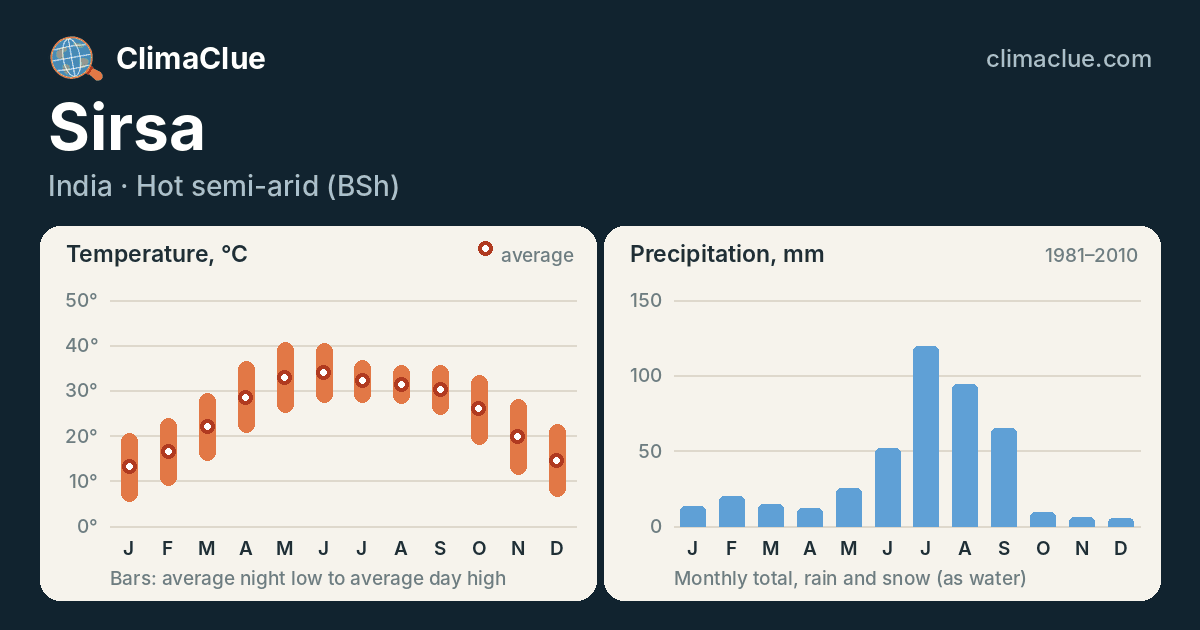 ClimaClue
climaclue.com
Sirsa
India · Hot semi-arid (BSh)
Temperature, °C
average
50°
40°
30°
20°
10°
0°
J F M A M J J A S O N D
Bars: average night low to average day high
Precipitation, mm
1981–2010
150
100
50
0
J F M A M J J A S O N D
Monthly total, rain and snow (as water)